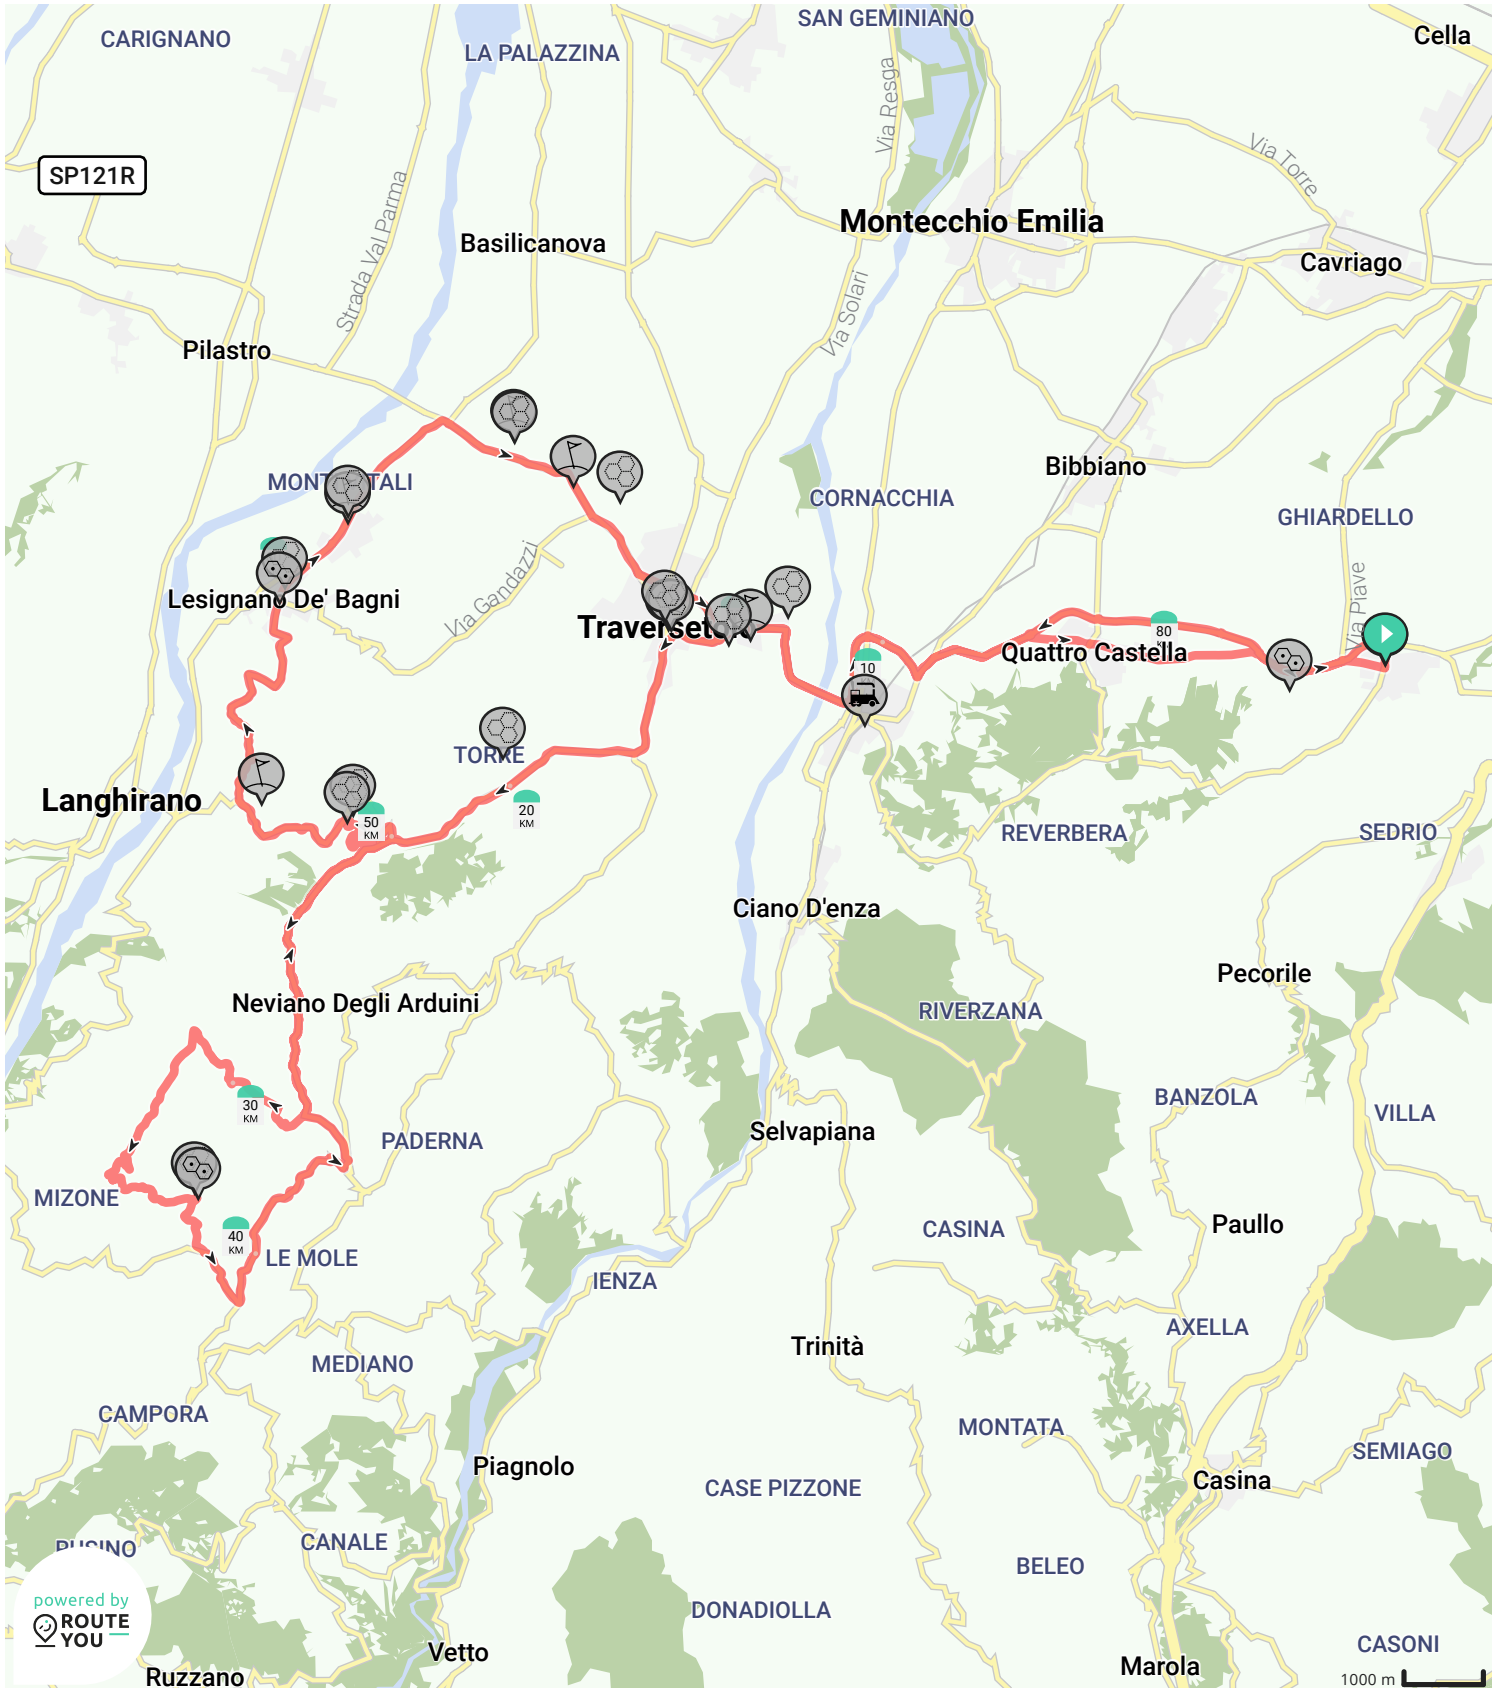 SAN GEMINIANO
CARIGNANO
LA PALAZZINA
Cella
Via Resga
Via Torre
SP121R
Strada Val Parma
Montecchio Emilia
Basilicanova
Cavriago
Via Solari
Pilastro
Bibbiano
CORNACCHIA
GHIARDELLO
Via Gandazzi
Lesignano De' Bagni
Via Piave
80
Quattro Castella
10
KM
TORRE
Langhirano
20
KM
50
KM
REVERBERA
SEDRIO
Ciano D'enza
Pecorile
Neviano Degli Arduini
RIVERZANA
30
KM
BANZOLA
VILLA
Selvapiana
PADERNA
MIZONE
Paullo
CASINA
40
KM
LE MOLE
IENZA
AXELLA
Trinità
MEDIANO
CAMPORA
MONTATA
SEMIAGO
Piagnolo
Casina
CASE PIZZONE
CANALE
BELEO
powered by
ROUTE
YOU
DONADIOLLA
Vetto
CASONI
Ruzzano
Marola
1000 m